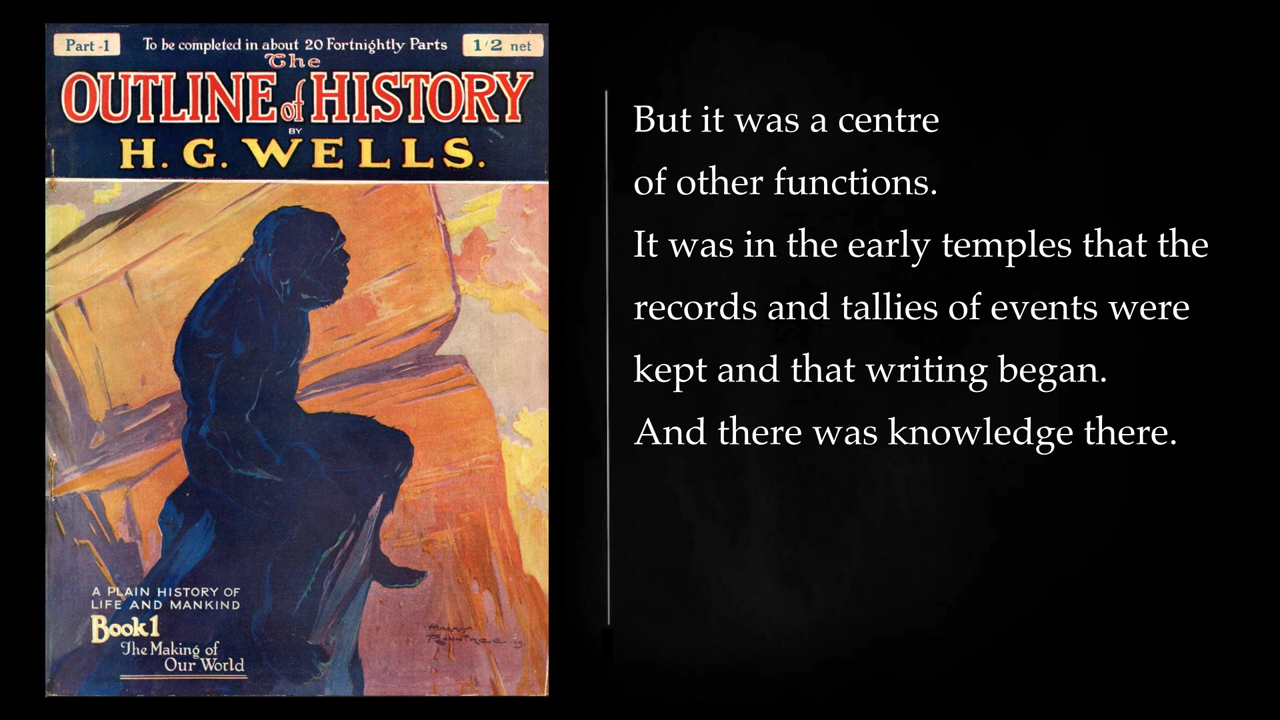 Part -1
To be completed in about 20 Fortnightly Parts
1/2 net
The
OUTLINE of HISTORY
BY
H. G. WELLS.
A PLAIN HISTORY OF
LIFE AND MANKIND
Book 1
The Making of
Our World
But it was a centre
of other functions.
It was in the early temples that the
records and tallies of events were
kept and that writing began.
And there was knowledge there.